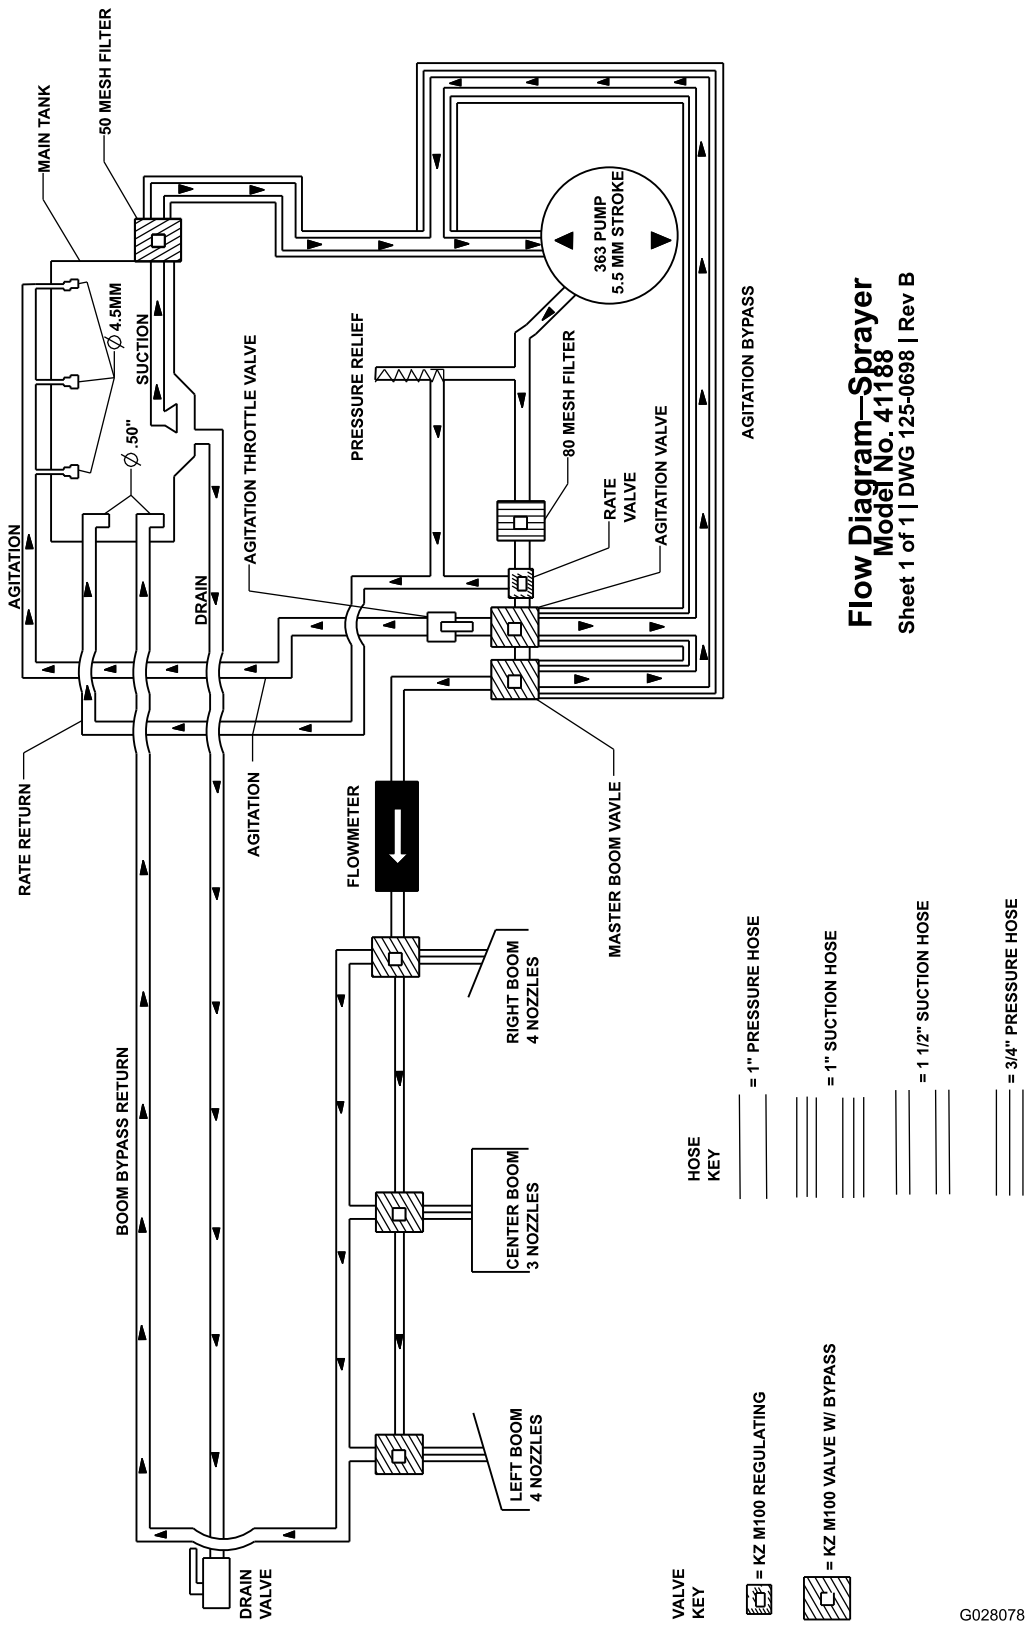 50 MESH FILTER
MAIN TANK
Ø 4.5MM
SUCTION
Ø .50"
AGITATION
DRAIN
AGITATION THROTTLE VALVE
PRESSURE RELIEF
363 PUMP
5.5 MM STROKE
80 MESH FILTER
RATE
VALVE
AGITATION VALVE
AGITATION BYPASS
RATE RETURN
AGITATION
FLOWMETER
MASTER BOOM VAVLE
BOOM BYPASS RETURN
RIGHT BOOM
4 NOZZLES
CENTER BOOM
3 NOZZLES
LEFT BOOM
4 NOZZLES
DRAIN
VALVE
HOSE
KEY
= 1" PRESSURE HOSE
= 1" SUCTION HOSE
= 1 1/2" SUCTION HOSE
= 3/4" PRESSURE HOSE
VALVE
KEY
= KZ M100 REGULATING
= KZ M100 VALVE W/ BYPASS
Flow Diagram—Sprayer
Model No. 41188
Sheet 1 of 1 | DWG 125-0698 | Rev B
G028078